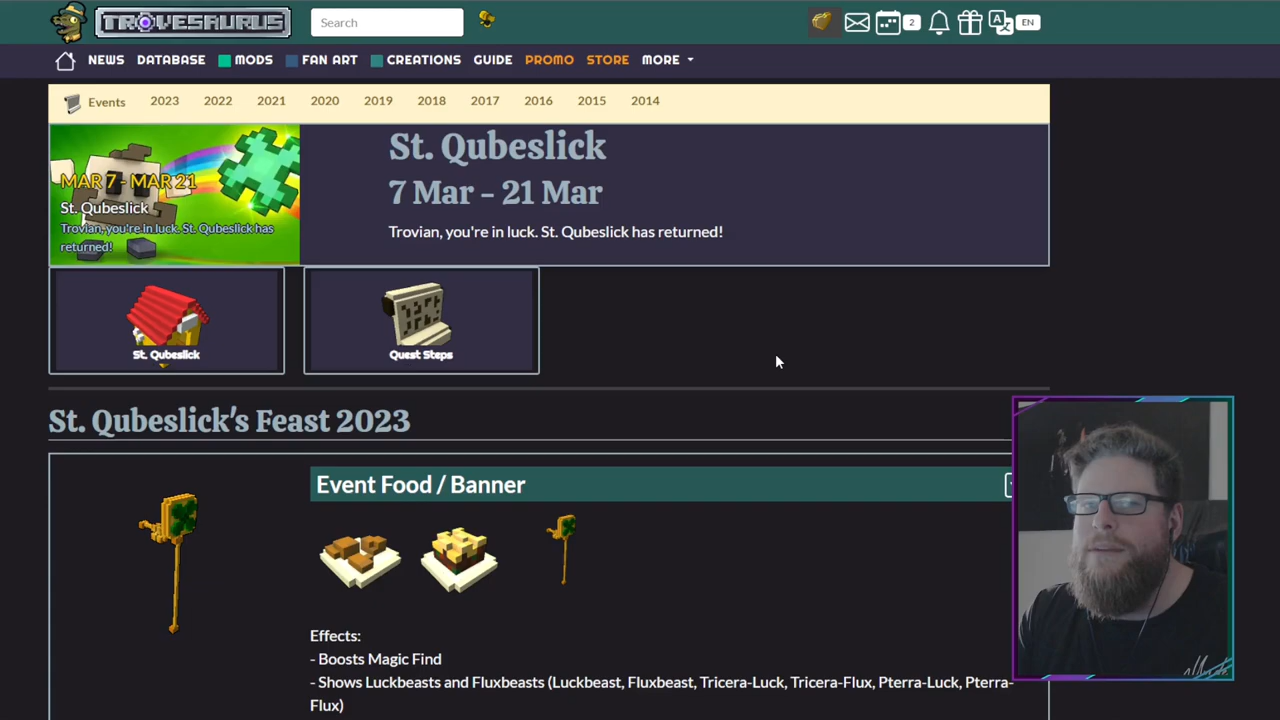 TROVESAURUS
Search
2
EN
NEWS
DATABASE
MODS
FAN ART
CREATIONS
GUIDE
PROMO
STORE
MORE
Events
2023
2022
2021
2020
2019
2018
2017
2016
2015
2014
MAR 7 - MAR 21
St. Qubeslick
Trovian, you're in luck. St. Qubeslick has
returned!
St. Qubeslick
7 Mar - 21 Mar
Trovian, you're in luck. St. Qubeslick has returned!
St. Qubeslick
Quest Steps
St. Qubeslick's Feast 2023
Event Food / Banner
Effects:
- Boosts Magic Find
- Shows Luckbeasts and Fluxbeasts (Luckbeast, Fluxbeast, Tricera-Luck, Tricera-Flux, Pterra-Luck, Pterra-
Flux)